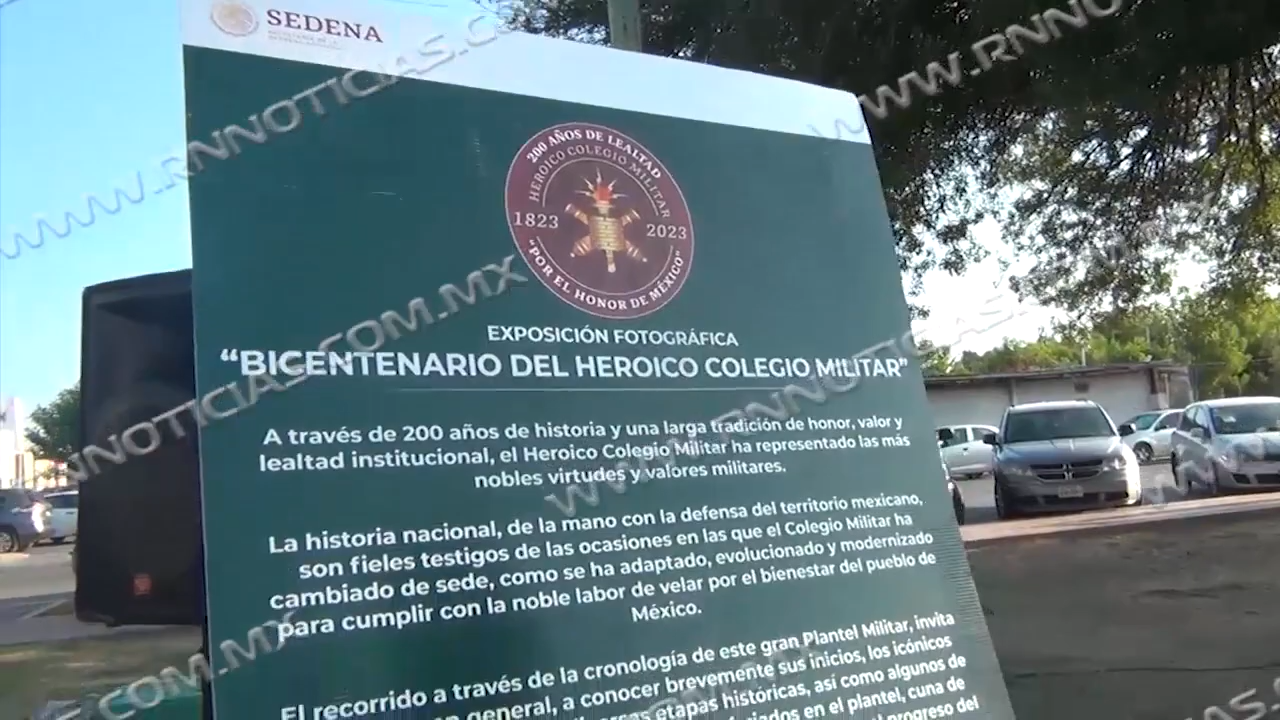 SEDENA
200 AÑOS DE LEALTAD
HEROICO COLEGIO MILITAR
1823 2023
"POR EL HONOR DE MÉXICO"
EXPOSICIÓN FOTOGRÁFICA
“BICENTENARIO DEL HEROICO COLEGIO MILITAR”
A través de 200 años de historia y una larga tradición de honor, valor y
lealtad institucional, el Heroico Colegio Militar ha representado las más
nobles virtudes y valores militares.
La historia nacional, de la mano con la defensa del territorio mexicano,
son fieles testigos de las ocasiones en las que el Colegio Militar ha
cambiado de sede, como se ha adaptado, evolucionado y modernizado
para cumplir con la noble labor de velar por el bienestar del pueblo de
México.
El recorrido a través de la cronología de este gran Plantel Militar, invita
general, a conocer brevemente sus inicios, los icónicos
etapas históricas, así como algunos de
en el plantel, cuna de
progreso del
WWW.RNNOTICIAS.COM.MX